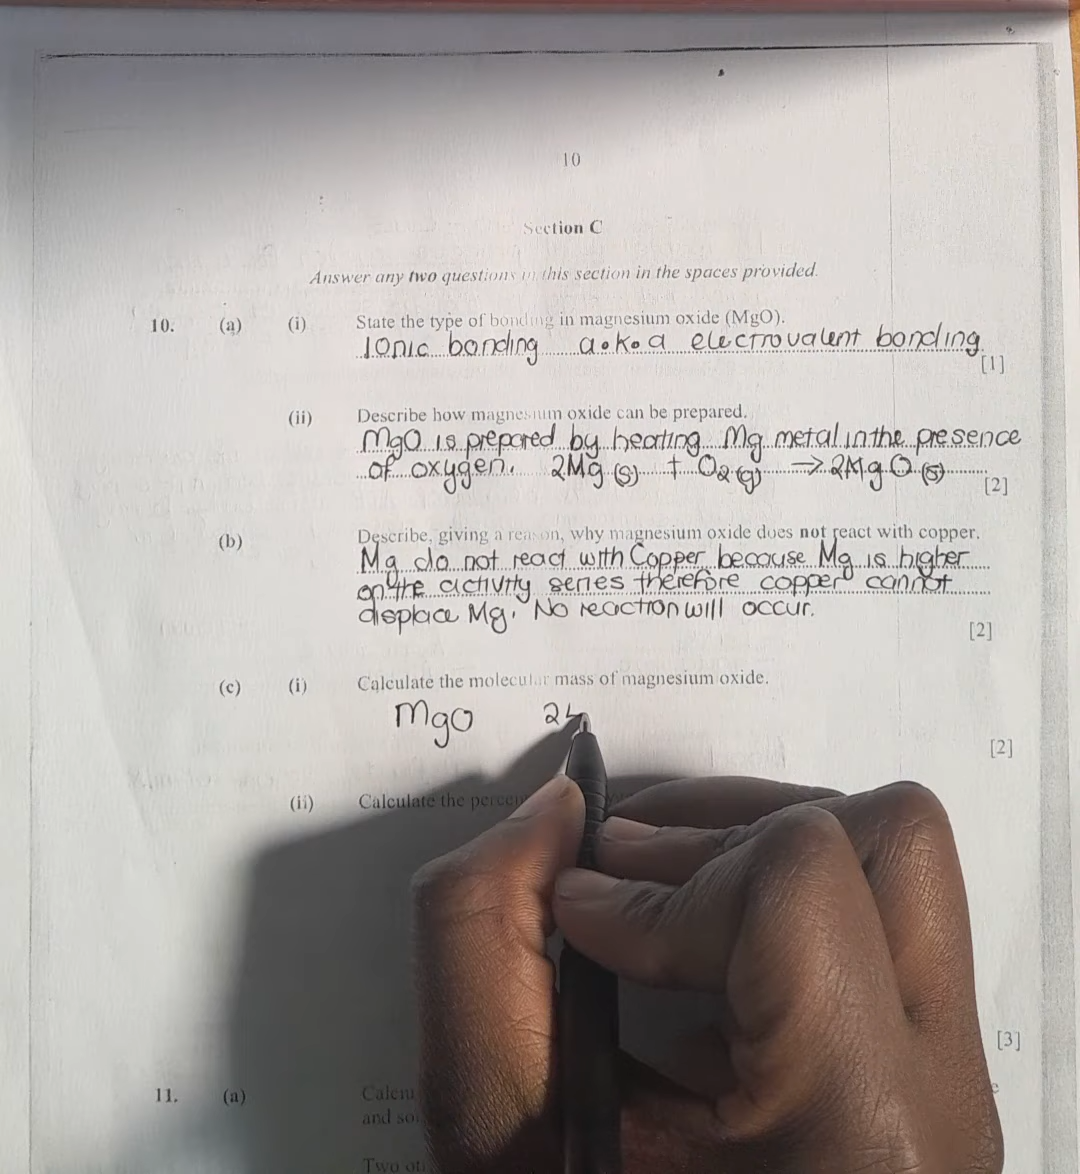 10
Section C
Answer any two questions in this section in the spaces provided.
10. (a) (i) State the type of bonding in magnesium oxide (MgO).
Ionic bonding a.k.a electrovalent bonding
[1]
(ii) Describe how magnesium oxide can be prepared.
MgO is prepared by heating Mg metal in the presence
of oxygen. 2Mg (s) + O2 (g) → 2MgO (s)
[2]
(b) Describe, giving a reason, why magnesium oxide does not react with copper.
Mg do not react with Copper because Mg is higher
on the activity series therefore copper cannot
displace Mg. No reaction will occur.
[2]
(c) (i) Calculate the molecular mass of magnesium oxide.
MgO 24
[2]
(ii) Calculate the
[3]
11. (a)
and
Two